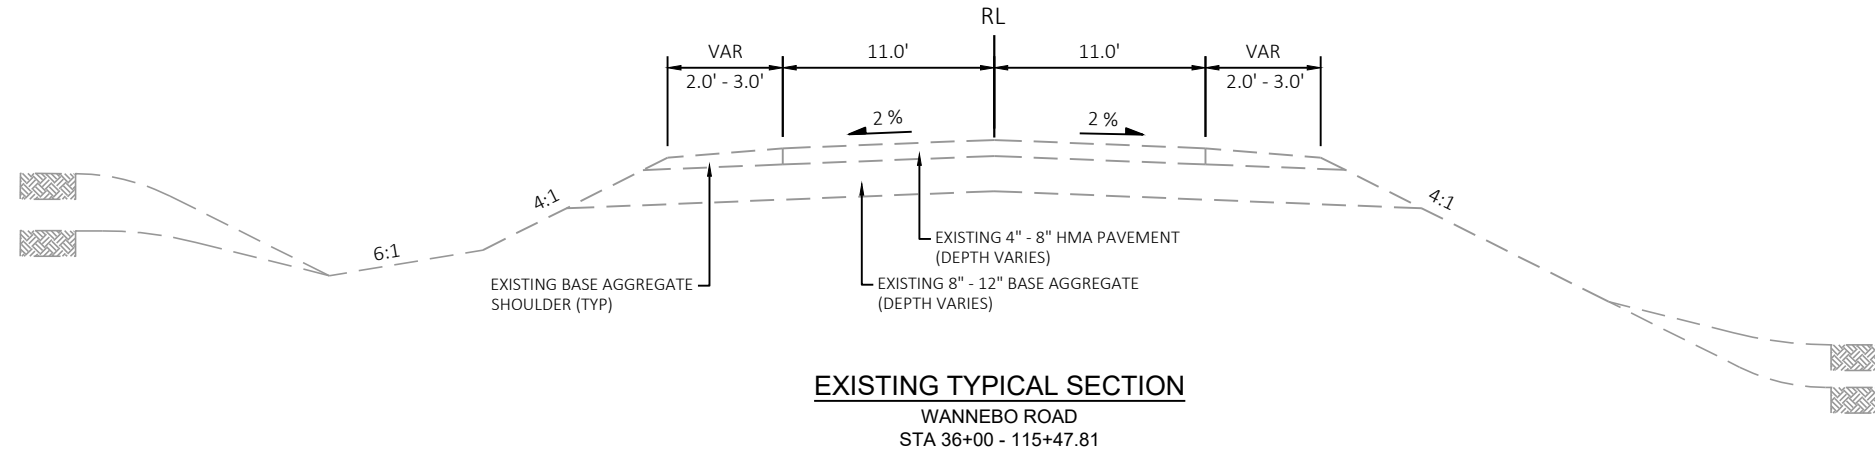 RL
VAR
11.0'
11.0'
VAR
2.0' - 3.0'
2.0' - 3.0'
2 %
2 %
4:1
4:1
6:1
EXISTING 4" - 8" HMA PAVEMENT
(DEPTH VARIES)
EXISTING BASE AGGREGATE
SHOULDER (TYP)
EXISTING 8" - 12" BASE AGGREGATE
(DEPTH VARIES)
EXISTING TYPICAL SECTION
WANNEBO ROAD
STA 36+00 - 115+47.81